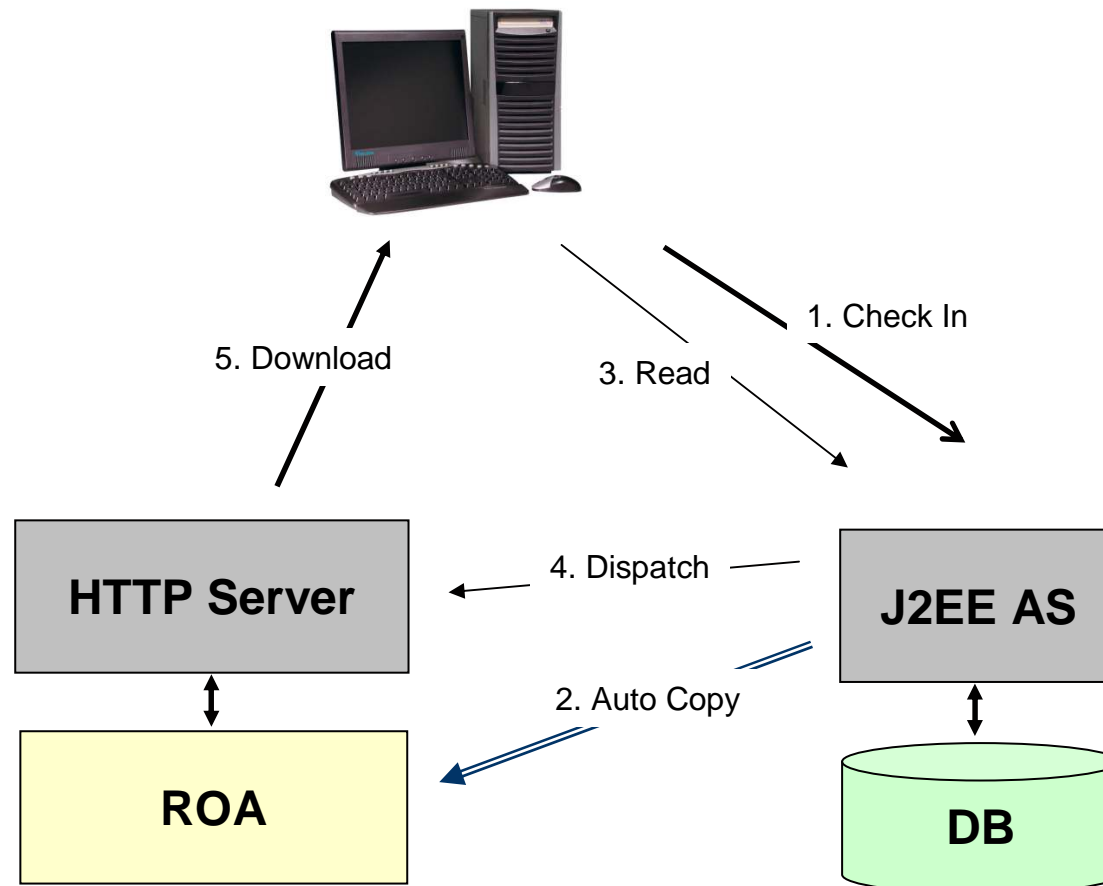 1. Check In
5. Download
3. Read
HTTP Server
4. Dispatch
J2EE AS
2. Auto Copy
ROA
DB